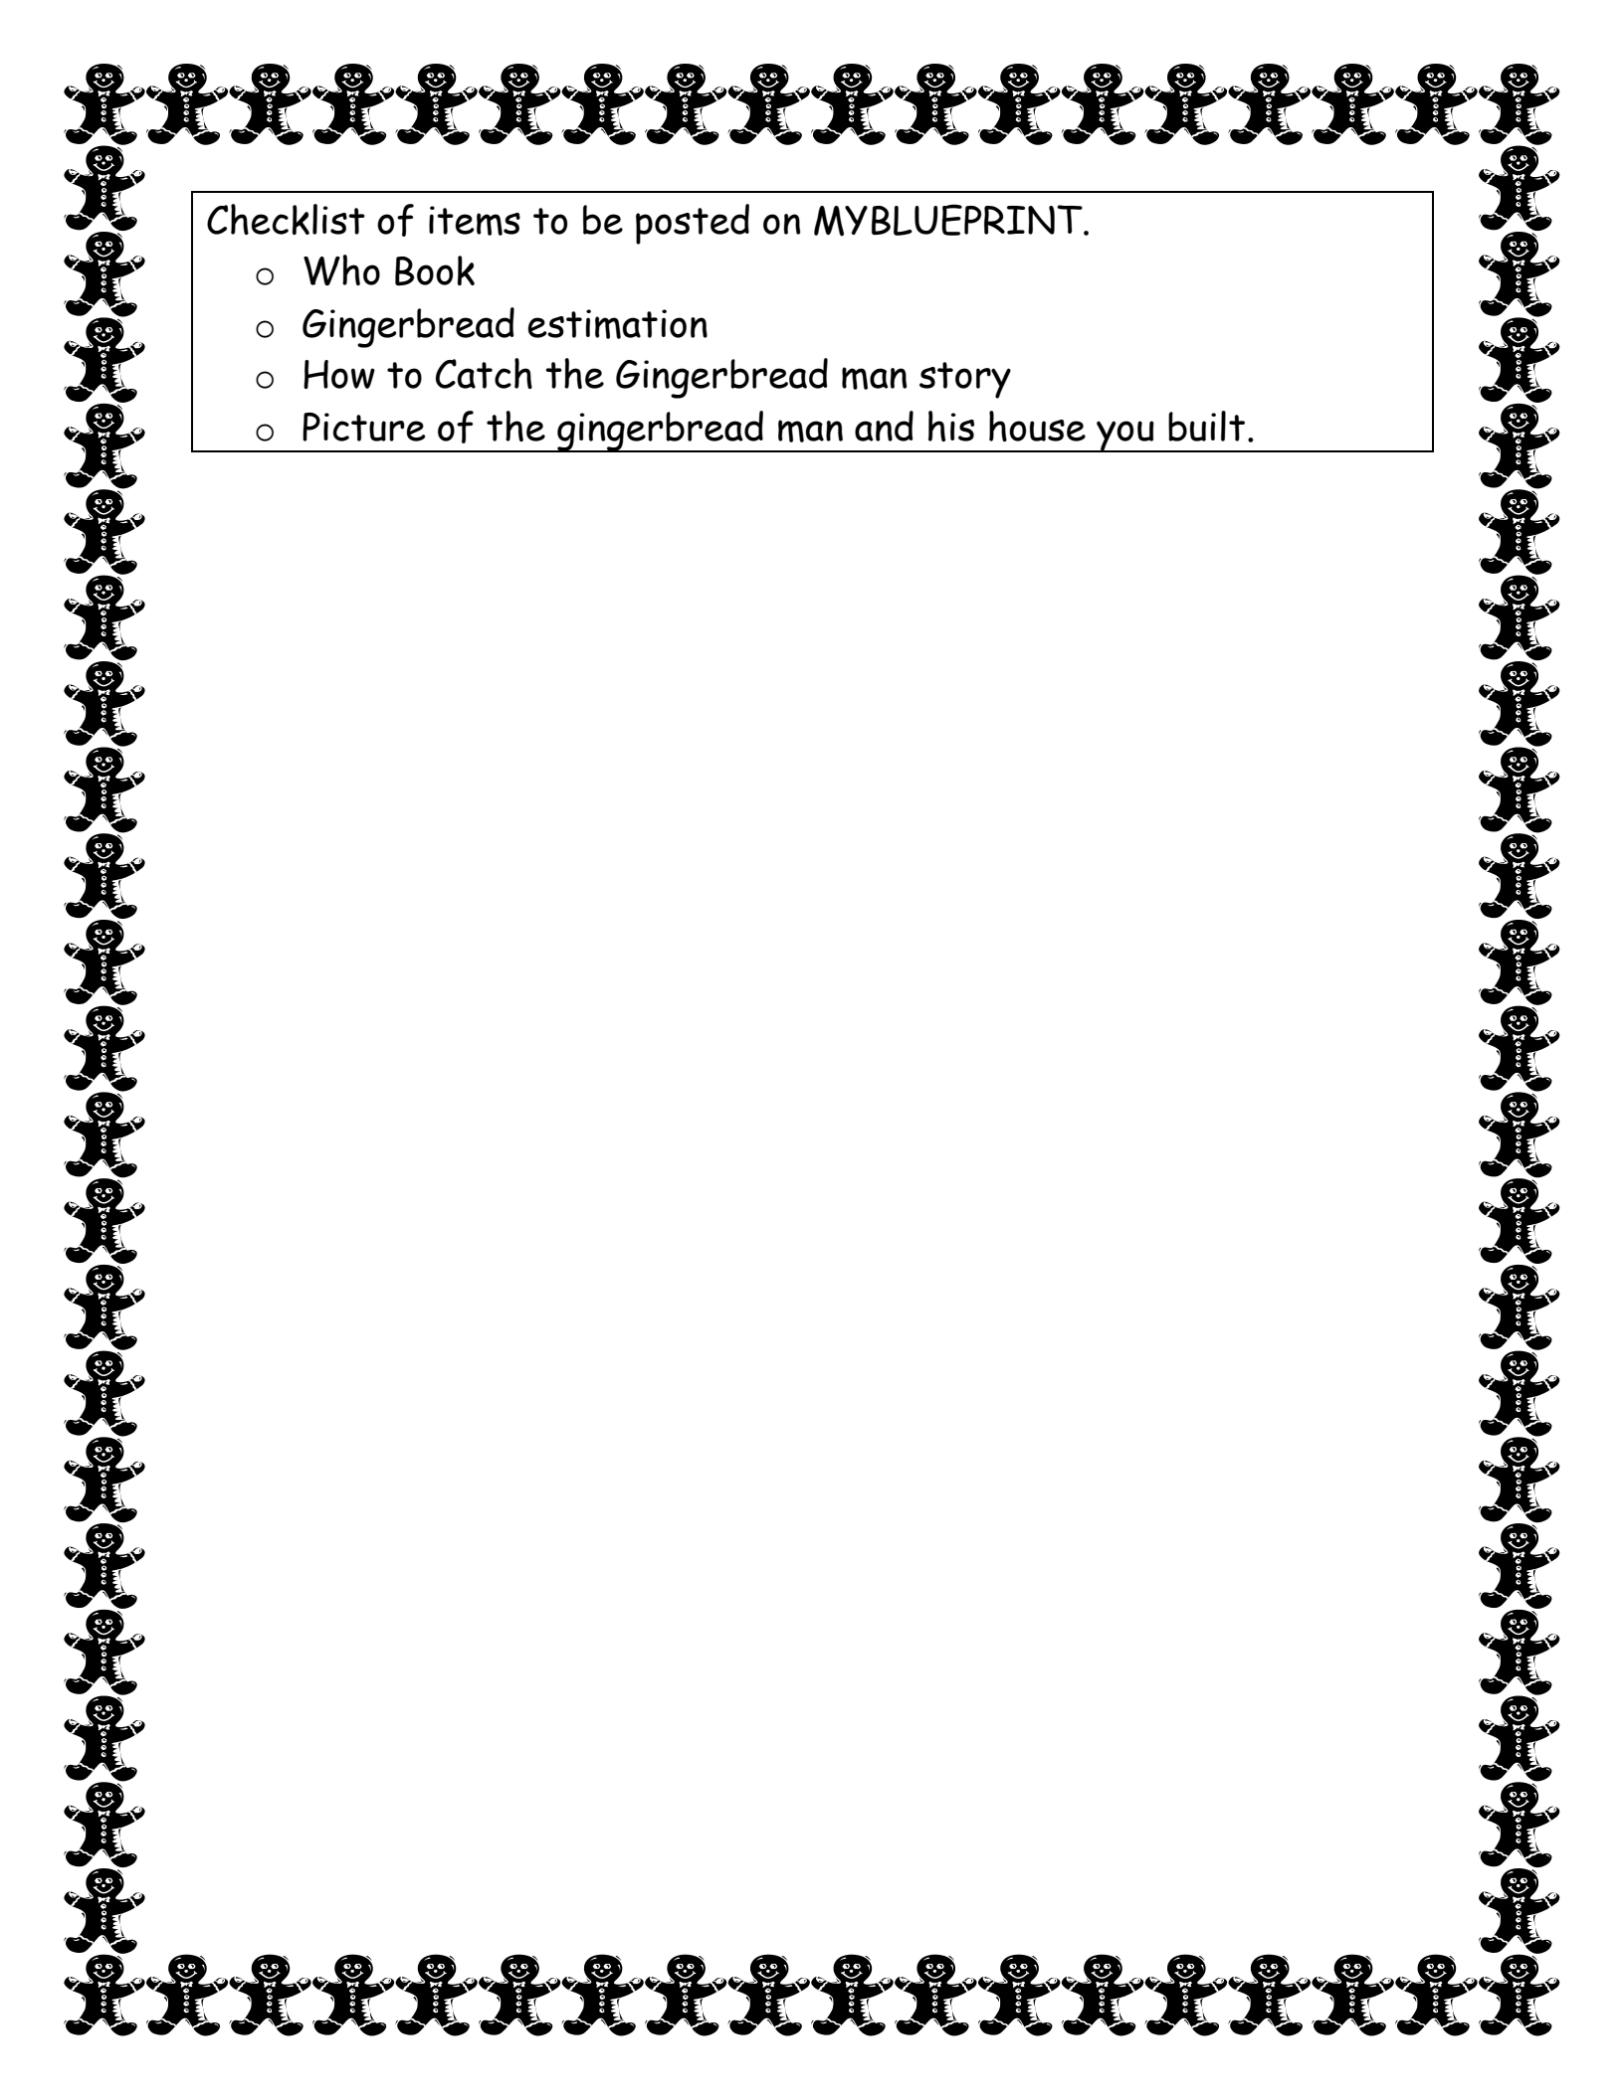 Checklist of items to be posted on MYBLUEPRINT.
o Who Book
o Gingerbread estimation
o How to Catch the Gingerbread man story
o Picture of the gingerbread man and his house you built.